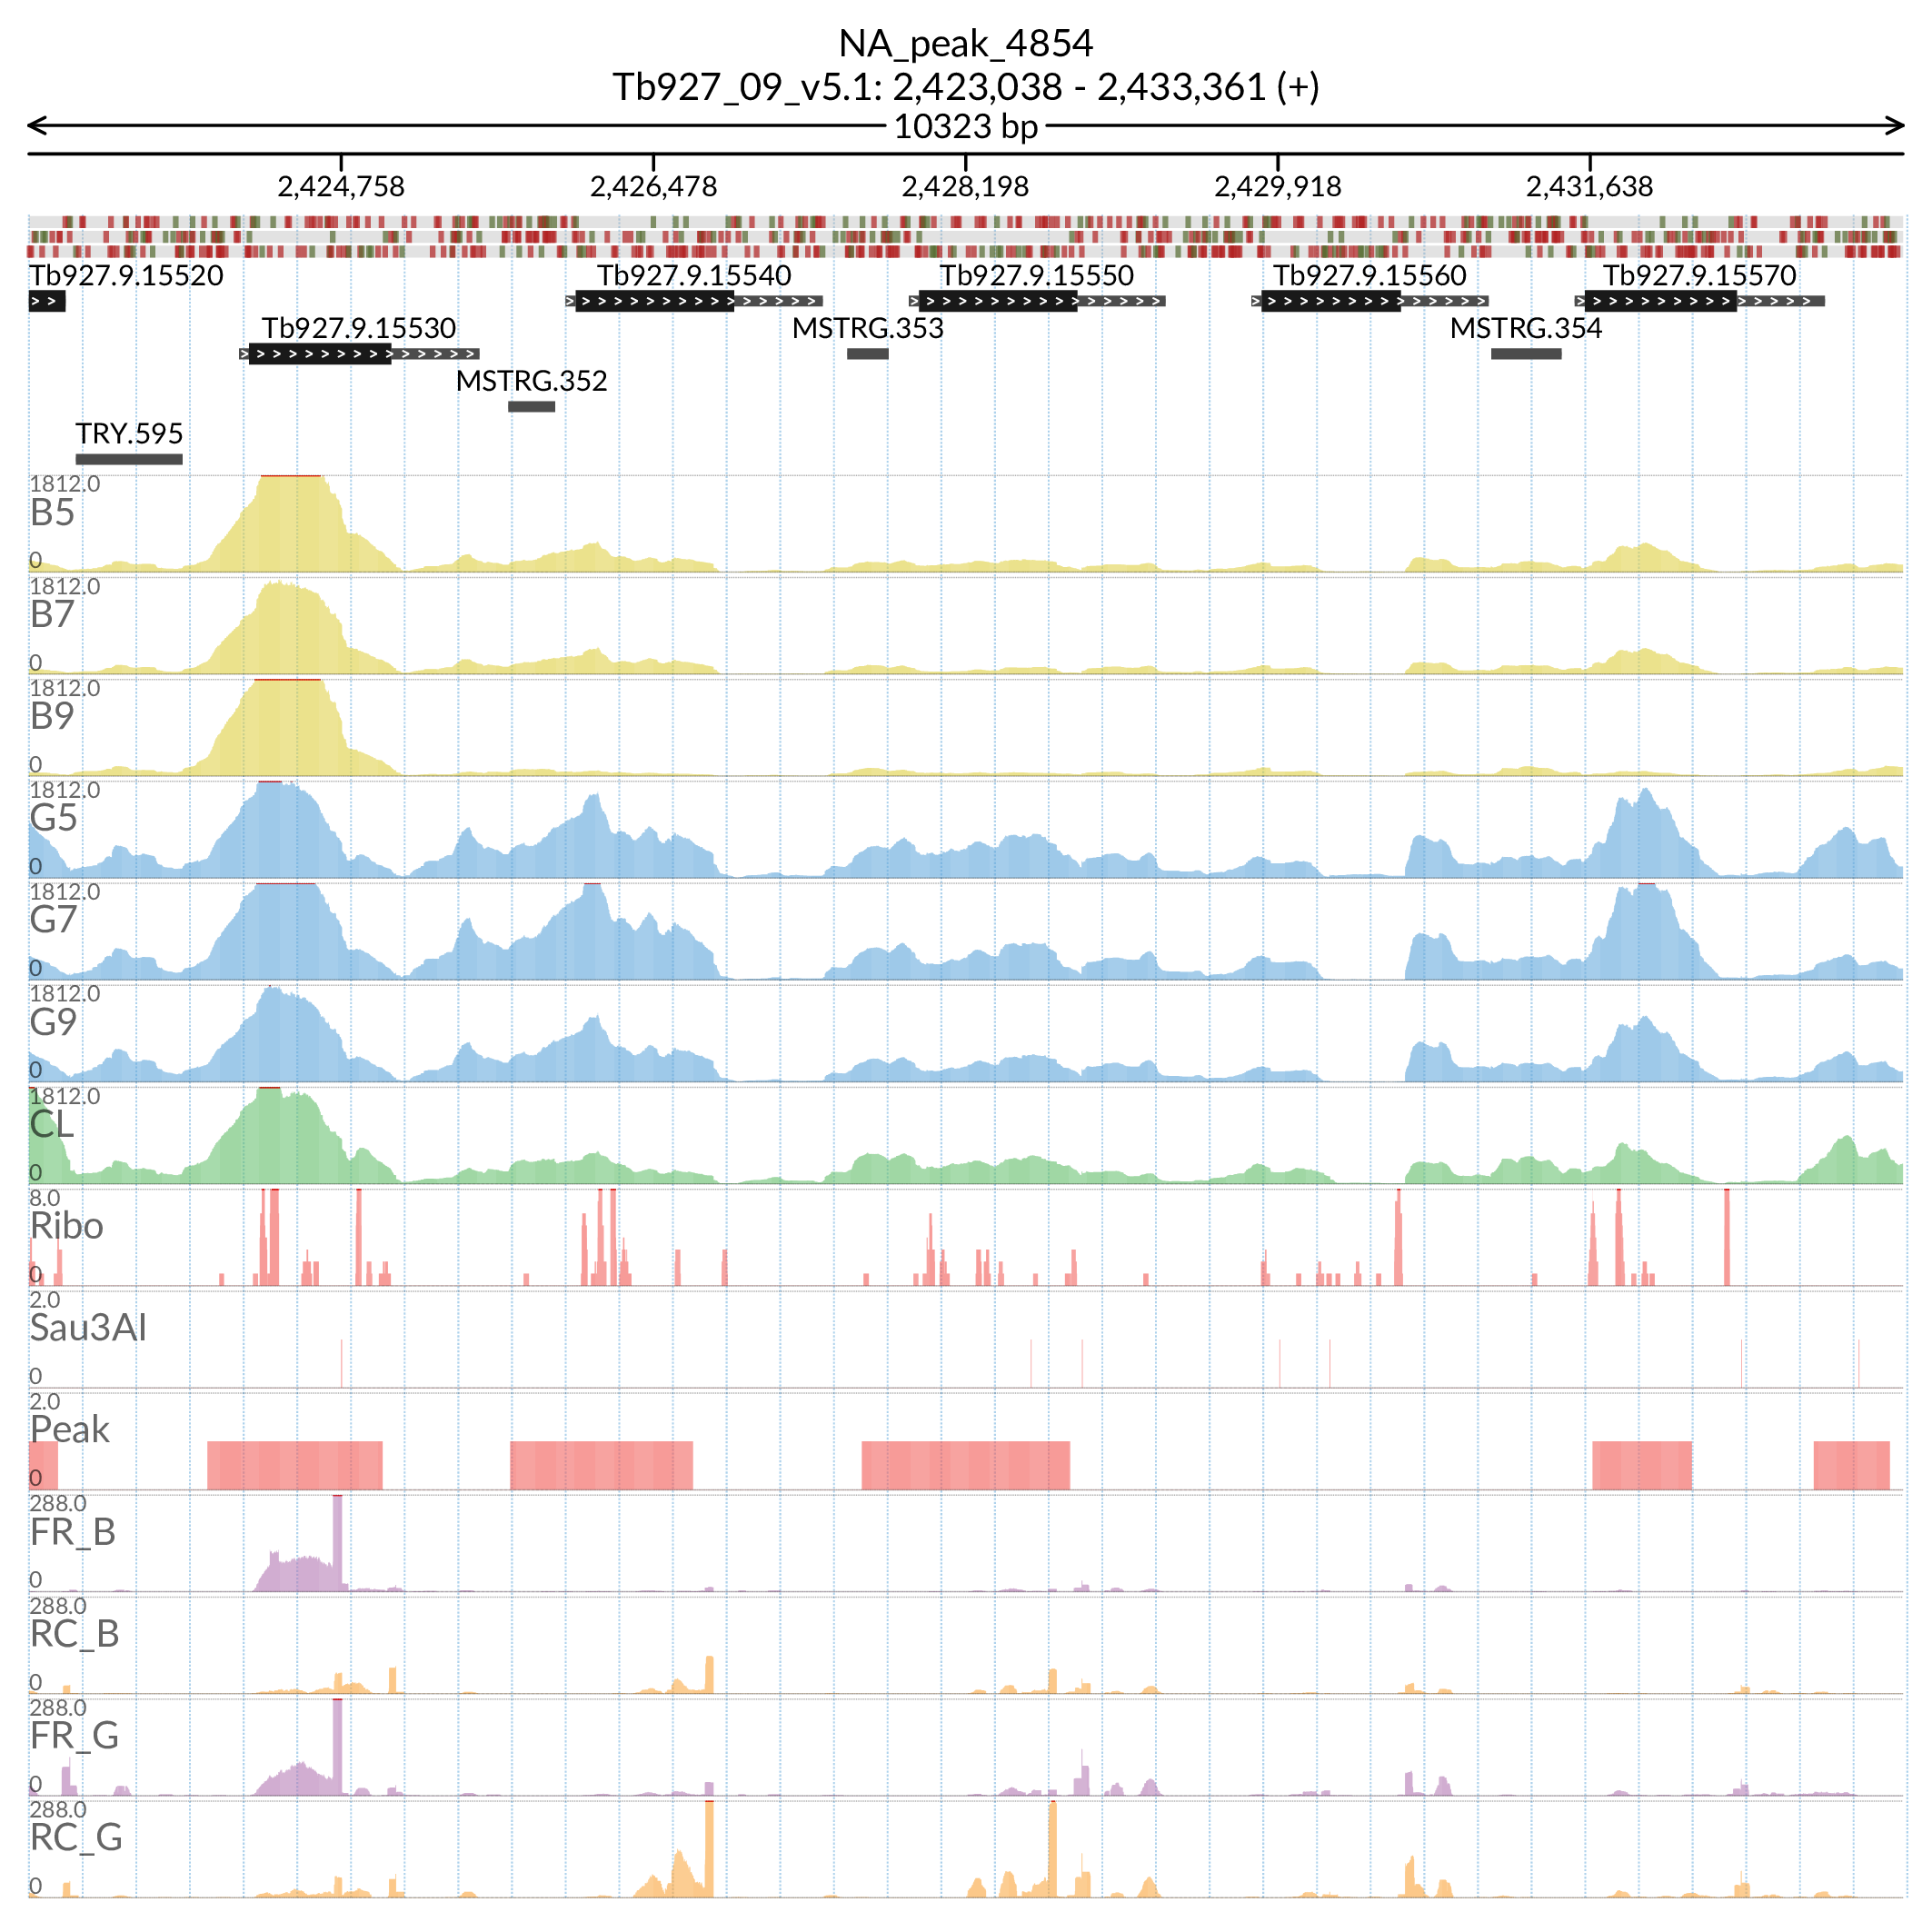 NA_peak_4854
Tb927_09_v5.1: 2,423,038 - 2,433,361 (+)
10323 bp
2,424,758 2,426,478 2,428,198 2,429,918 2,431,638
Tb927.9.15520 Tb927.9.15540 Tb927.9.15550 Tb927.9.15560 Tb927.9.15570
Tb927.9.15530 MSTRG.353 MSTRG.354
MSTRG.352
TRY.595
1812.0
B5
0
1812.0
B7
0
1812.0
B9
0
1812.0
G5
0
1812.0
G7
0
1812.0
G9
0
1812.0
CL
0
8.0
Ribo
0
2.0
Sau3AI
0
2.0
Peak
0
288.0
FR_B
0
288.0
RC_B
0
288.0
FR_G
0
288.0
RC_G
0